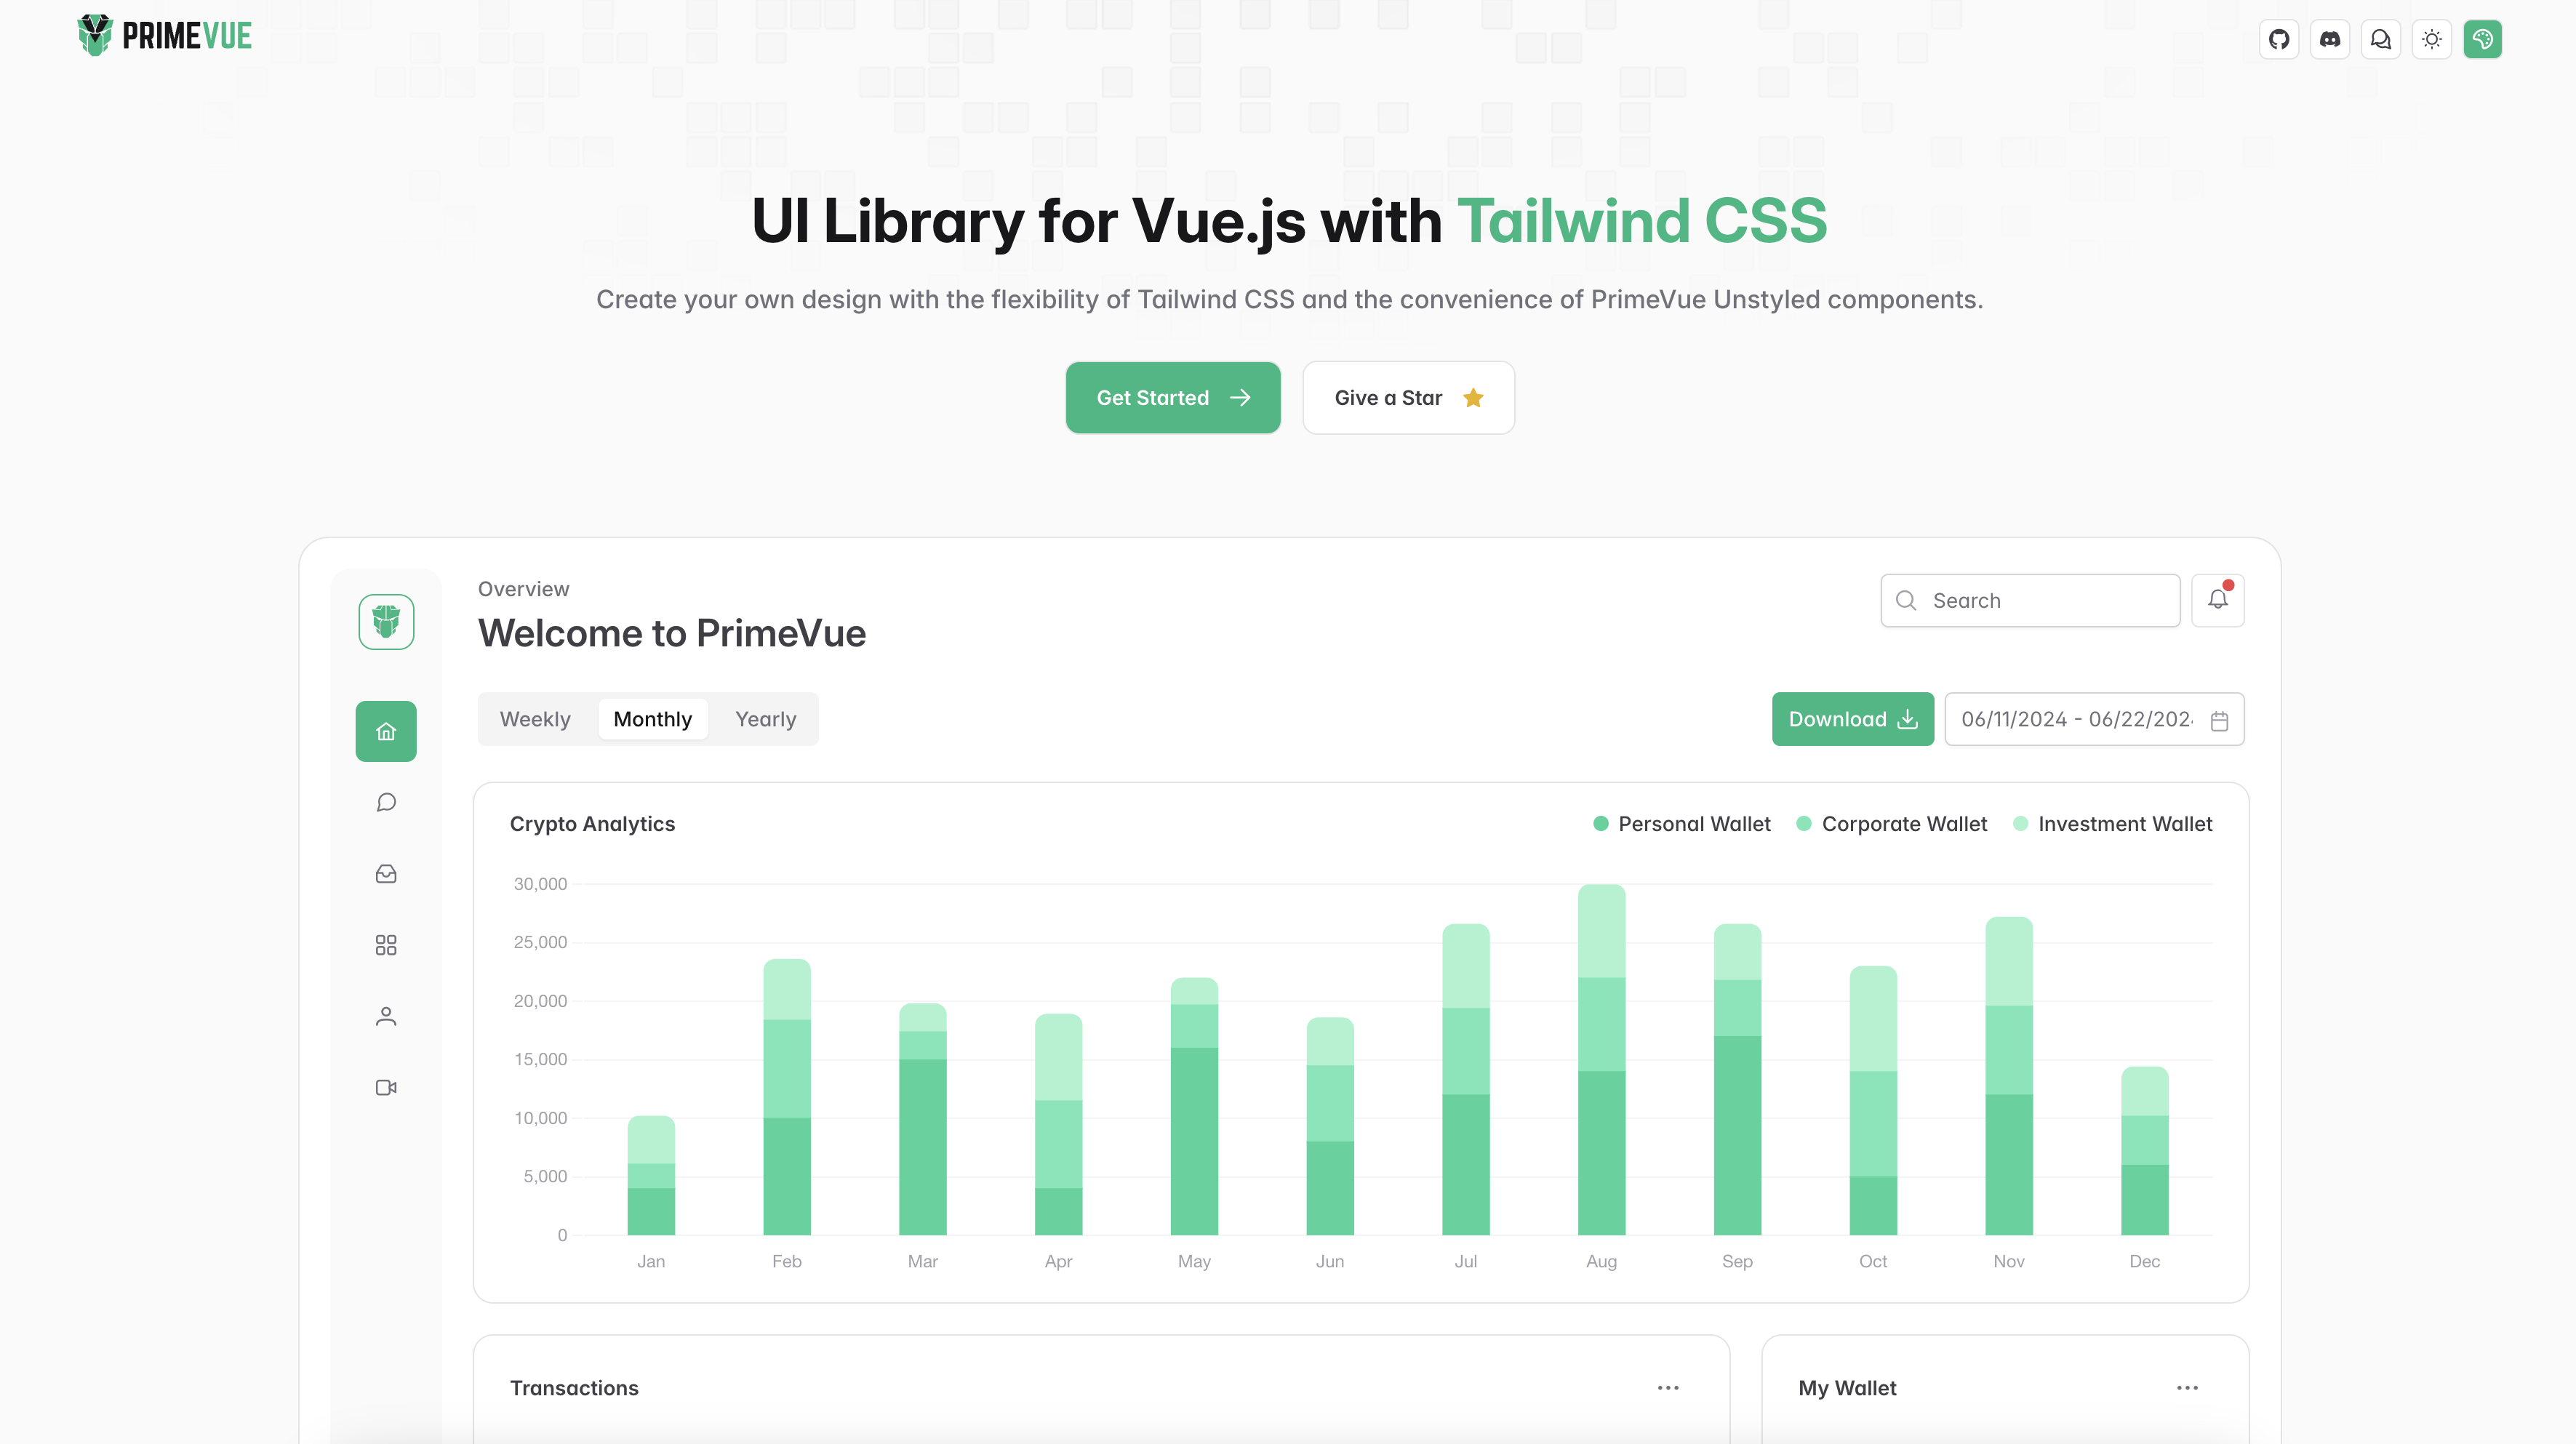 PRIMEVUE
UI Library for Vue.js with Tailwind CSS
Create your own design with the flexibility of Tailwind CSS and the convenience of PrimeVue Unstyled components.
Get Started
Give a Star
Overview
Welcome to PrimeVue
Search
Weekly
Monthly
Yearly
Download
06/11/2024 - 06/22/202
Crypto Analytics
Personal Wallet
Corporate Wallet
Investment Wallet
30,000
25,000
20,000
15,000
10,000
5,000
0
Jan
Feb
Mar
Apr
May
Jun
Jul
Aug
Sep
Oct
Nov
Dec
Transactions
My Wallet